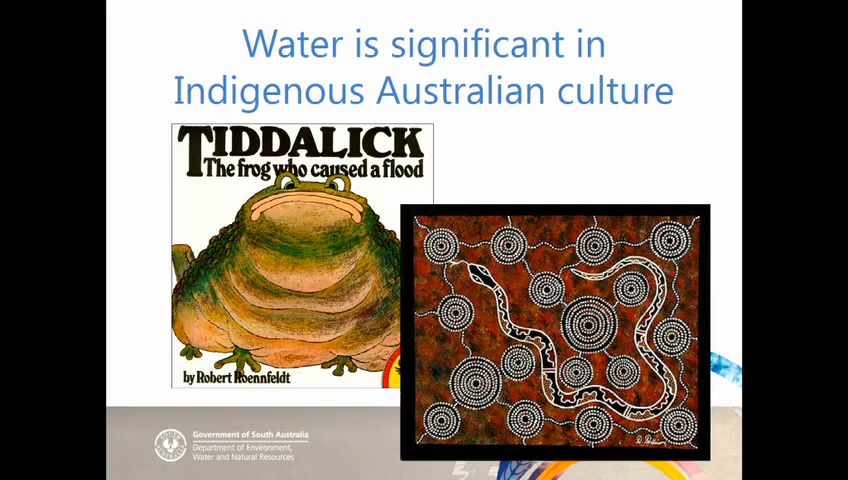 Water is significant in
Indigenous Australian culture
TIDDALICK
The frog who caused a flood
by Robert Roennfeldt
Government of South Australia
Department of Environment,
Water and Natural Resources